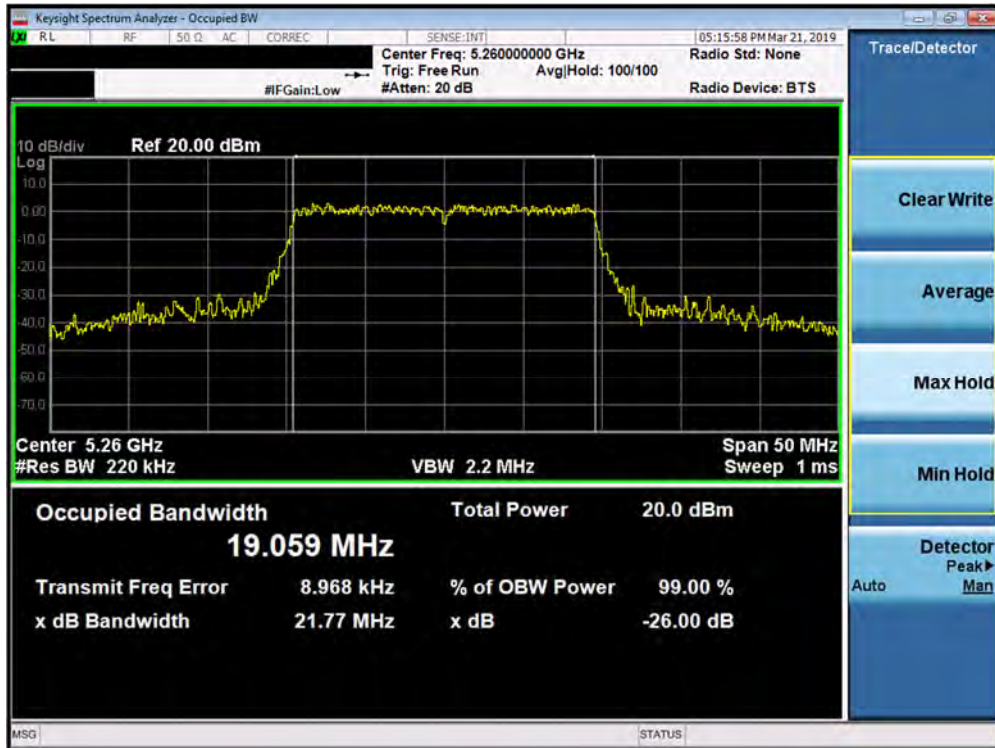 Keysight Spectrum Analyzer - Occupied BW
LXI RL RF 50 Ω AC CORREC SENSE:INT 05:15:58 PM Mar 21, 2019
Center Freq: 5.260000000 GHz Radio Std: None
Trig: Free Run Avg|Hold: 100/100
#IFGain:Low #Atten: 20 dB Radio Device: BTS
Trace/Detector
10 dB/div Ref 20.00 dBm
Log
10.0
0.00
-10.0
-20.0
-30.0
-40.0
-50.0
-60.0
-70.0
Center 5.26 GHz Span 50 MHz
#Res BW 220 kHz VBW 2.2 MHz Sweep 1 ms
Occupied Bandwidth Total Power 20.0 dBm
19.059 MHz
Transmit Freq Error 8.968 kHz % of OBW Power 99.00 %
x dB Bandwidth 21.77 MHz x dB -26.00 dB
Clear Write
Average
Max Hold
Min Hold
Detector
Peak▶
Auto Man
MSG STATUS